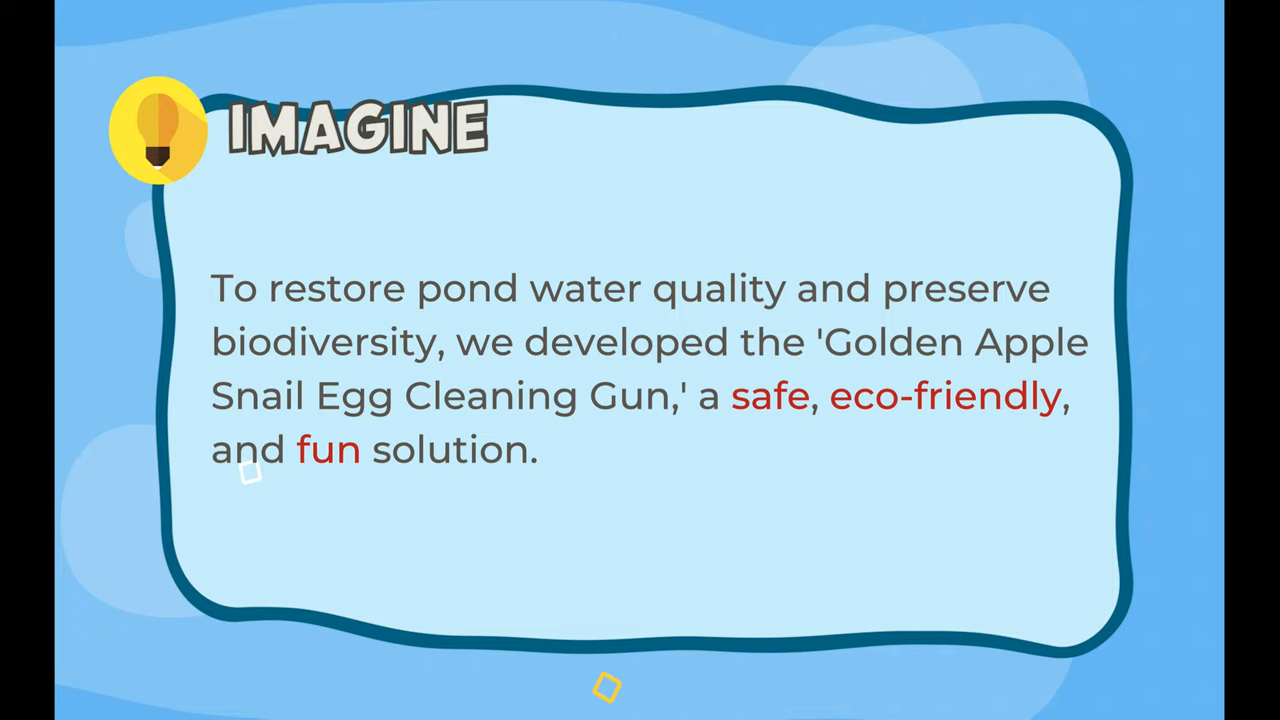 IMAGINE
To restore pond water quality and preserve
biodiversity, we developed the 'Golden Apple
Snail Egg Cleaning Gun,' a safe, eco-friendly,
and fun solution.